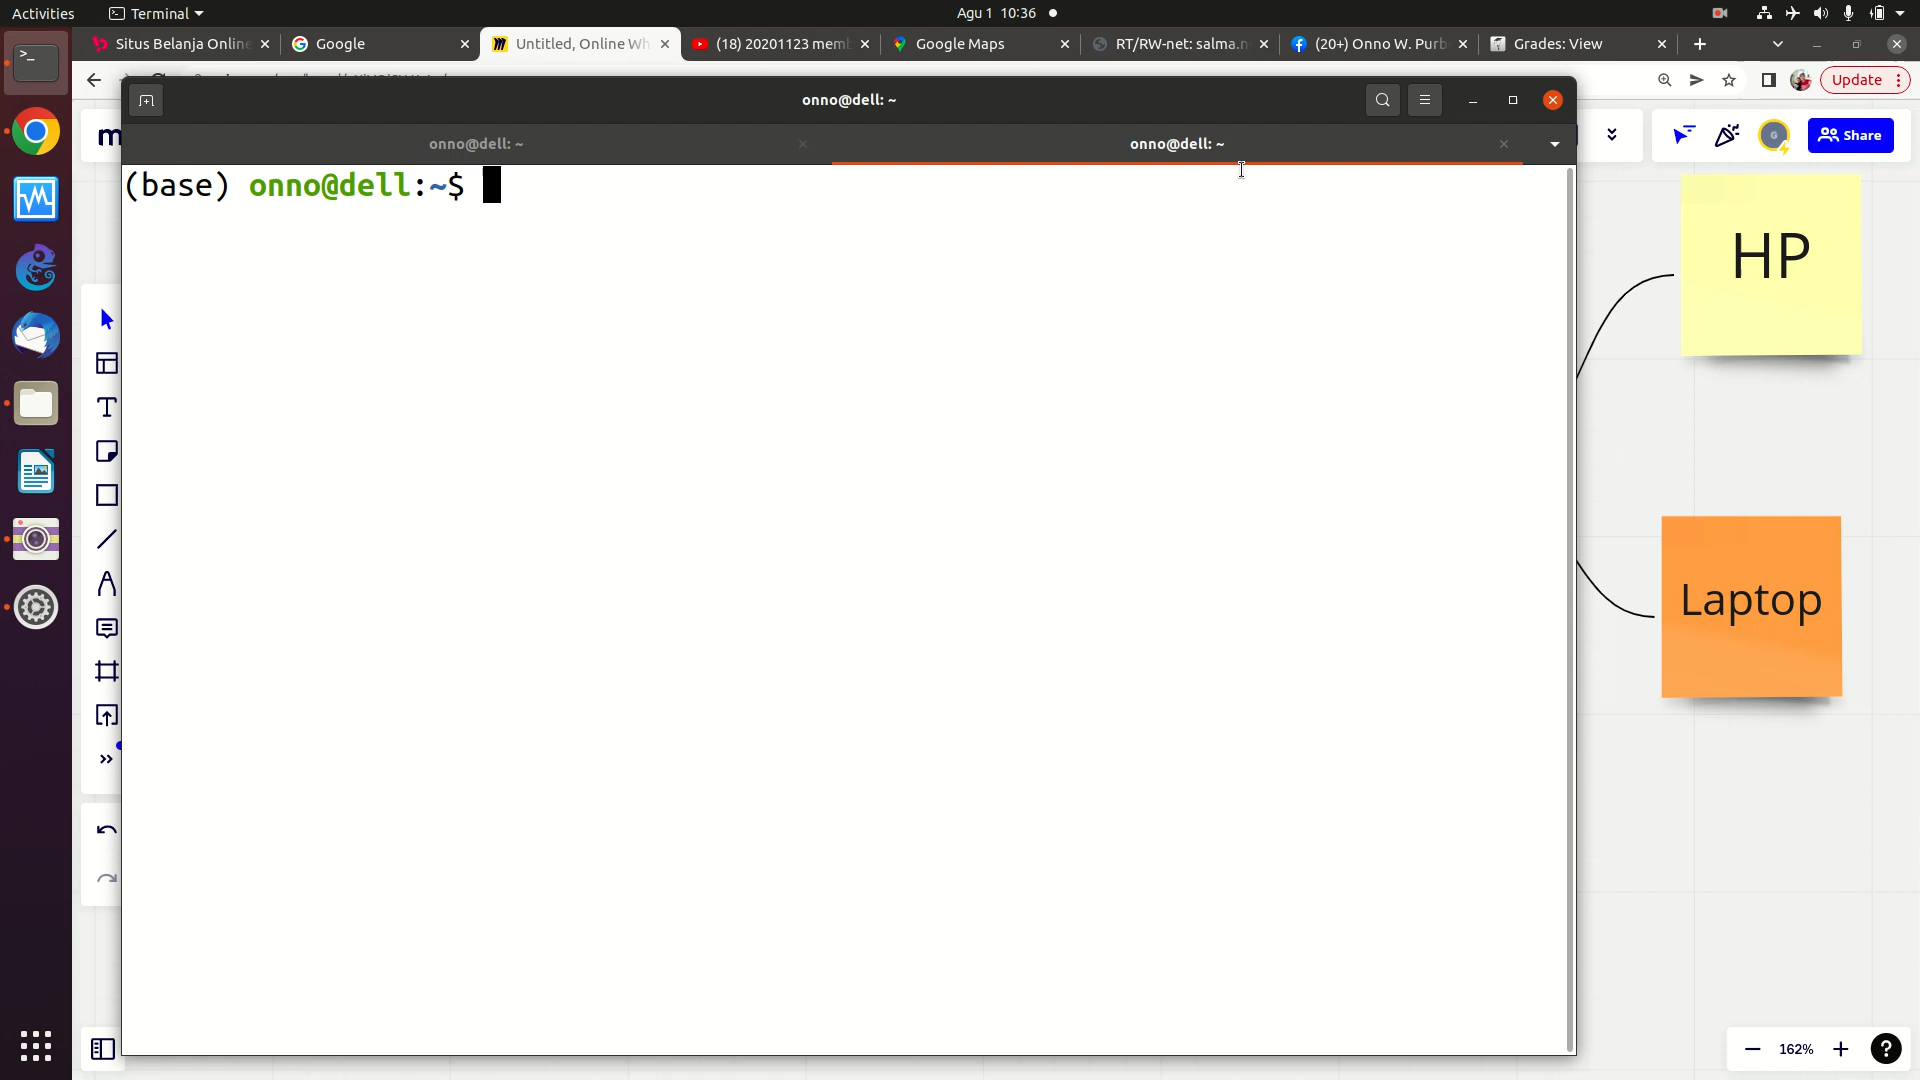 Activities
Terminal
Agu 1 10:36
Situs Belanja Online
Google
Untitled, Online Wh
(18) 20201123 memb
Google Maps
RT/RW-net: salma.n
(20+) Onno W. Purb
Grades: View
Update
onno@dell: ~
onno@dell: ~
onno@dell: ~
Share
(base) onno@dell:~$
HP
Laptop
162%